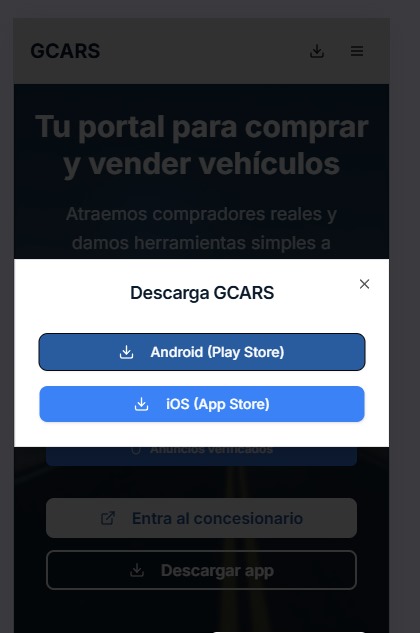 GCARS
Tu portal para comprar
y vender vehículos
Atraemos compradores reales y
damos herramientas simples a
Descarga GCARS
Android (Play Store)
iOS (App Store)
Anuncios verificados
Entra al concesionario
Descargar app